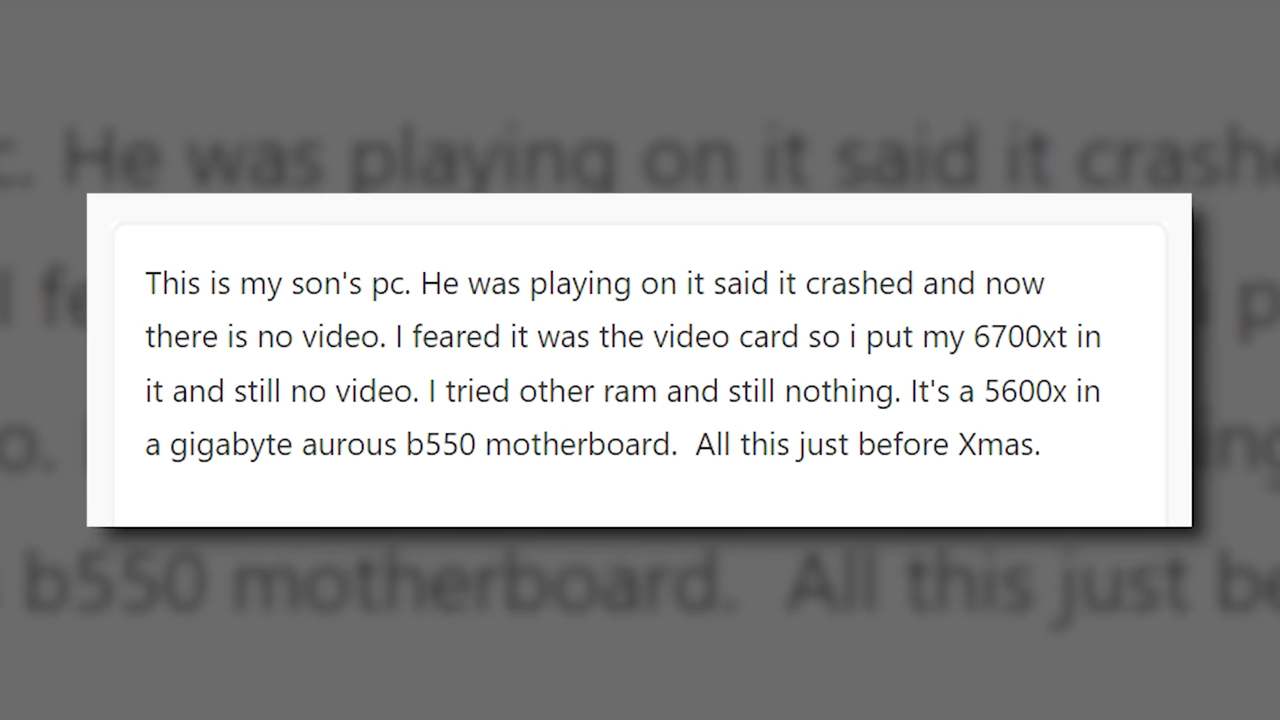 This is my son's pc. He was playing on it said it crashed and now
there is no video. I feared it was the video card so i put my 6700xt in
it and still no video. I tried other ram and still nothing. It's a 5600x in
a gigabyte aurous b550 motherboard.  All this just before Xmas.